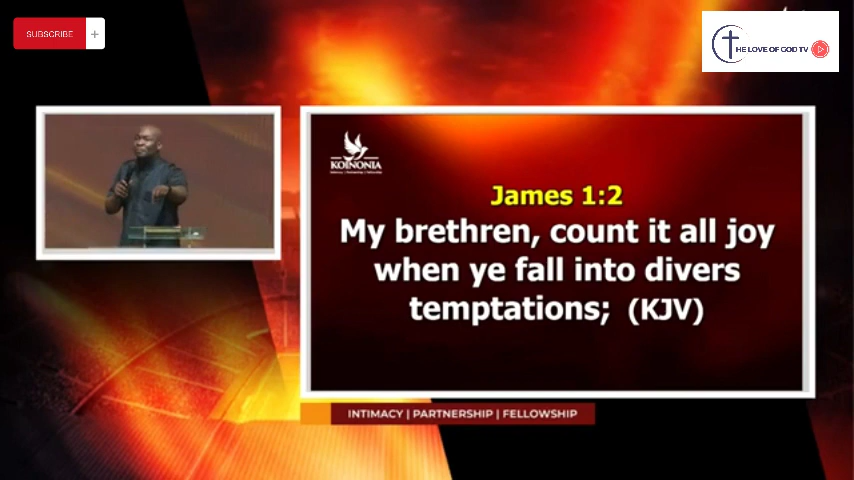 SUBSCRIBE +
THE LOVE OF GOD TV
KOINONIA
James 1:2
My brethren, count it all joy
when ye fall into divers
temptations; (KJV)
INTIMACY | PARTNERSHIP | FELLOWSHIP